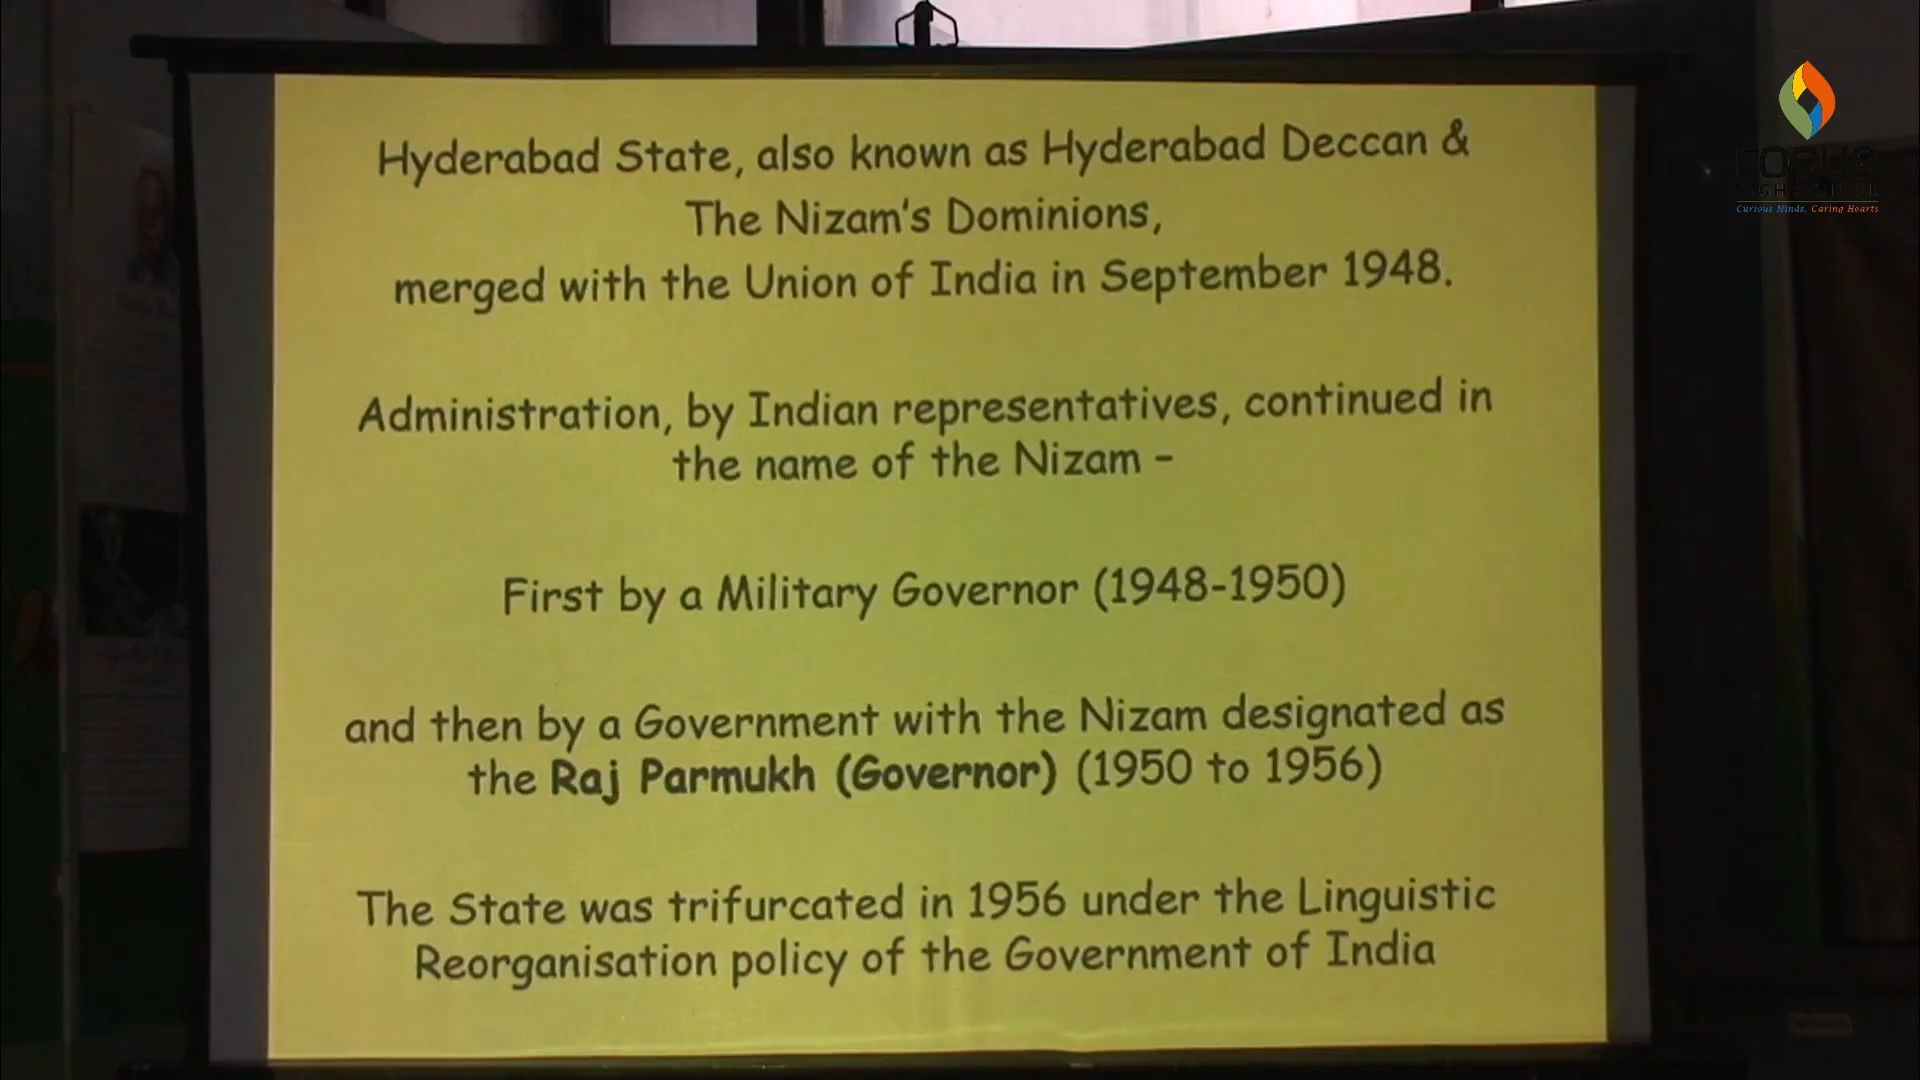 Hyderabad State, also known as Hyderabad Deccan &
The Nizam's Dominions,
merged with the Union of India in September 1948.
Administration, by Indian representatives, continued in
the name of the Nizam –
First by a Military Governor (1948-1950)
and then by a Government with the Nizam designated as
the Raj Parmukh (Governor) (1950 to 1956)
The State was trifurcated in 1956 under the Linguistic
Reorganisation policy of the Government of India
FOCUS
HIGH SCHOOL
Curious Minds, Caring Hearts